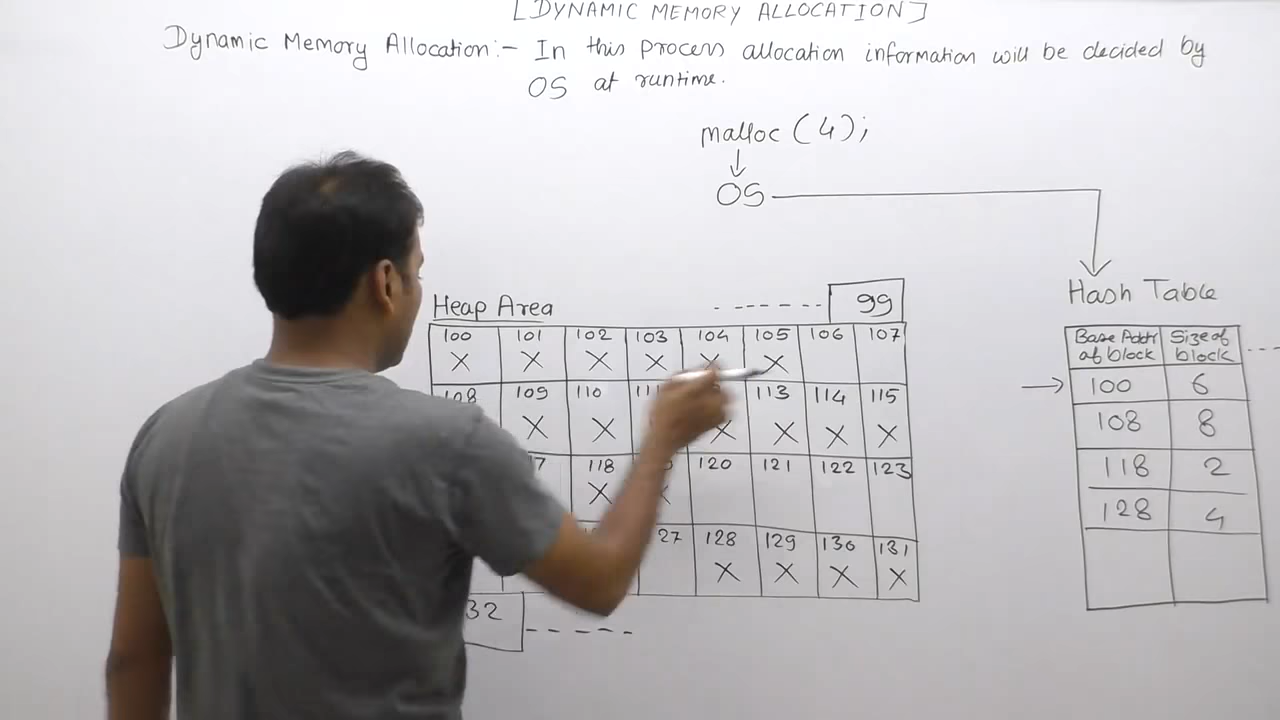 [DYNAMIC MEMORY ALLOCATION]
Dynamic Memory Allocation:- In this process allocation information will be decided by
OS at runtime.
malloc (4);
OS
Hash Table
Heap Area
99
100 101 102 103 104 105 106 107
X X X X X X
108 109 110 113 114 115
X X X X X X
118 120 121 122 123
X
27 128 129 130 131
X X X X
32
Base Addr of block Size of block
100 6
108 8
118 2
128 4